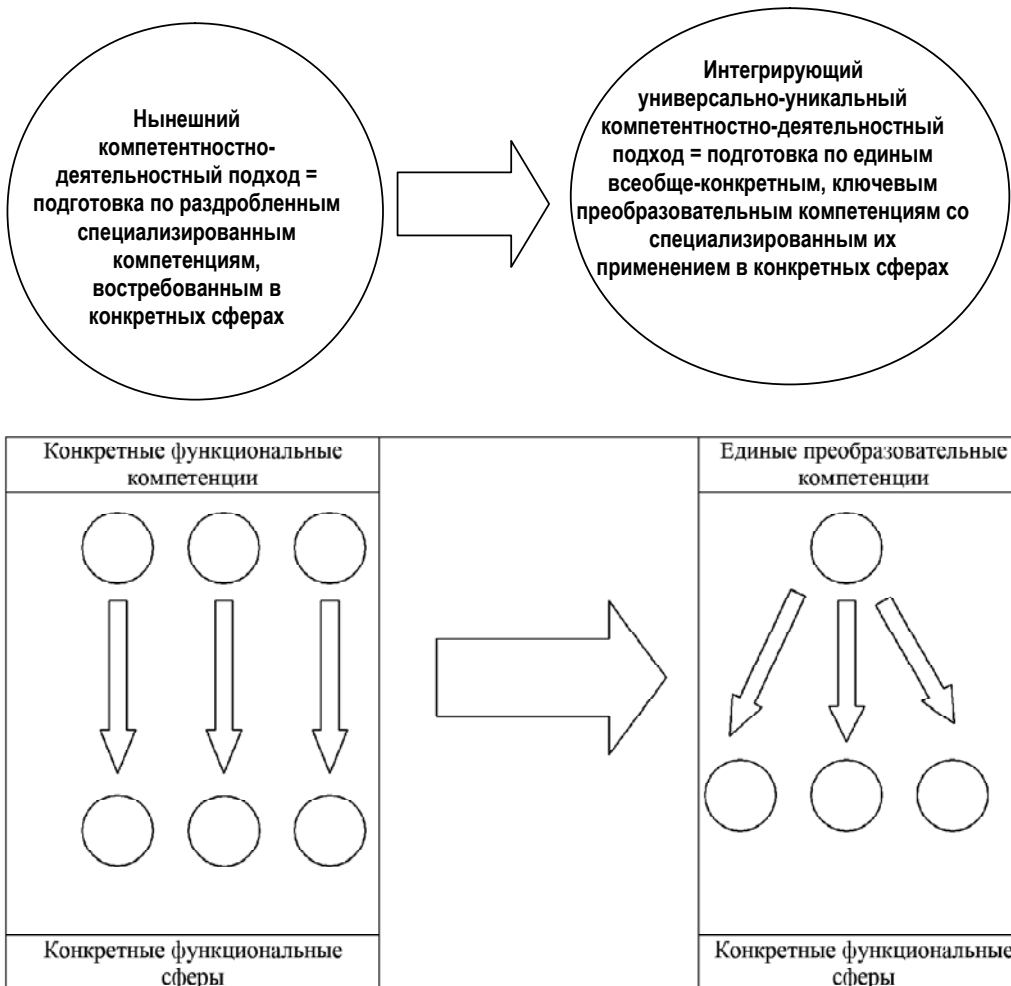 Нынешний
компетентностно-
деятельностный подход =
подготовка по раздробленным
специализированным
компетенциям,
востребованным в
конкретных сферах
Интегрирующий
универсально-уникальный
компетентностно-деятельностный
подход = подготовка по единым
всеобще-конкретным, ключевым
преобразовательным компетенциям со
специализированным их
применением в конкретных сферах
Конкретные функциональные
компетенции
Единые преобразовательные
компетенции
Конкретные функциональные
сферы
Конкретные функциональные
сферы